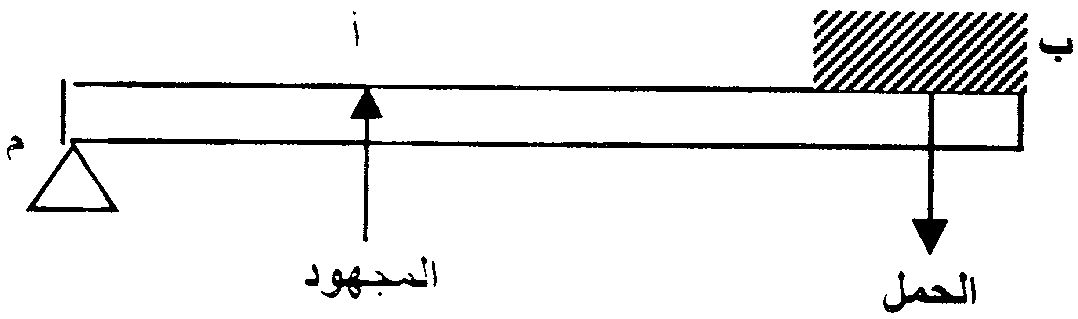 أ
ب
م
المجهود
الحمل